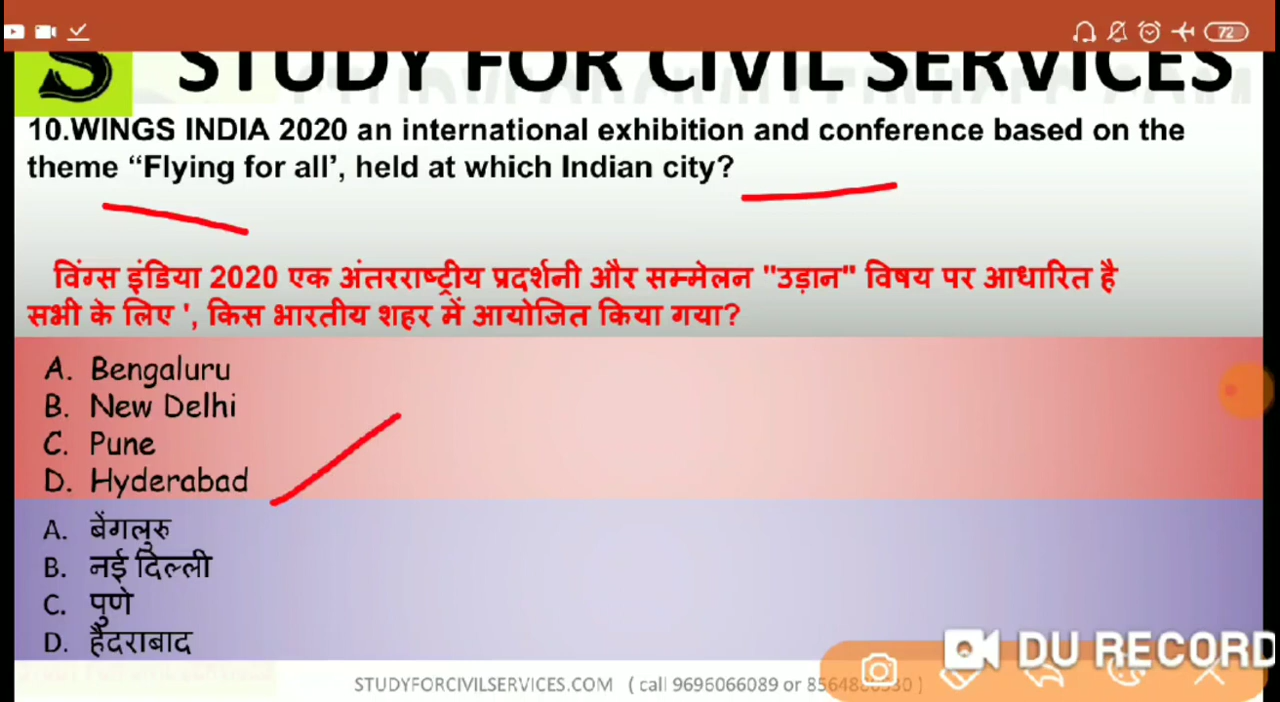 72
STUDY FOR CIVIL SERVICES
10.WINGS INDIA 2020 an international exhibition and conference based on the
theme “Flying for all’, held at which Indian city?
विंग्स इंडिया 2020 एक अंतरराष्ट्रीय प्रदर्शनी और सम्मेलन "उड़ान" विषय पर आधारित है
सभी के लिए ', किस भारतीय शहर में आयोजित किया गया?
A. Bengaluru
B. New Delhi
C. Pune
D. Hyderabad
A. बेंगलुरु
B. नई दिल्ली
C. पुणे
D. हैदराबाद
DU RECORD
STUDYFORCIVILSERVICES.COM ( call 9696066089 or )